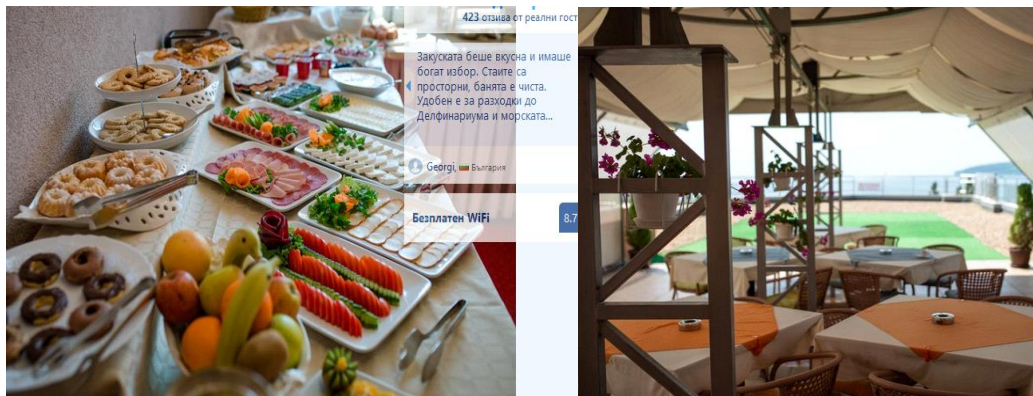 423 отзива от реални гост
Закуската беше вкусна и имаше
богат избор. Стаите са
просторни, банята е чиста.
Удобен е за разходки до
Делфинариума и морската...
Georgi, България
Безплатен WiFi 8.7